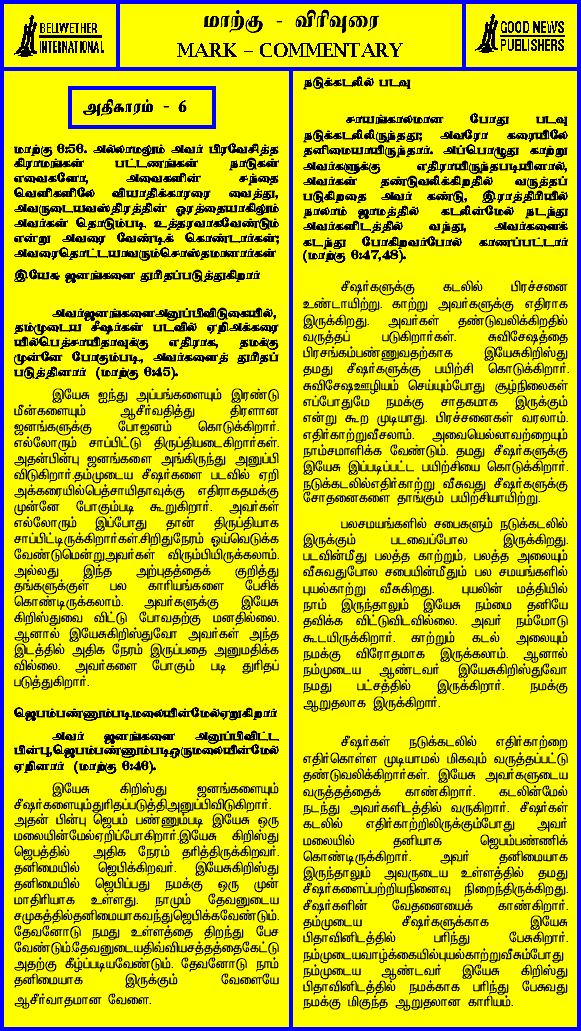 BELWETHER
INTERNATIONAL
மாற்கு - விரிவுரை
MARK – COMMENTARY
GOOD NEWS
PUBLISHERS
அதிகாரம் - 6
மாற்கு 6:56. அல்லாமலும் அவர் பிரவேசித்த
கிராமங்கள் பட்டணங்கள் நாடுகள்
எவைகளோ, அவைகளின் சந்தை
வெளிகளிலே வியாதிக்காரரை வைத்து,
அவருடையவஸ்திரத்தின் ஓரத்தையாகிலும்
அவர்கள் தொடும்படி உத்தரவாகவேண்டும்
என்று அவரை வேண்டிக் கொண்டார்கள்;
அவரைதொட்டயாவரும்சொஸ்தமானார்கள்
இயேசு ஜனங்களை துரிதப்படுத்துகிறார்
அவர்ஜனங்களைஅனுப்பிவிடுகையில்,
தம்முடைய சீஷர்கள் படவில் ஏறிஅக்கரை
யில்பெத்சாயிதாவுக்கு எதிராக, தமக்கு
முன்னே போகும்படி, அவர்களைத் துரிதப்
படுத்தினார் (மாற்கு 6:45).
இயேசு ஐந்து அப்பங்களையும் இரண்டு
மீன்களையும் ஆசீர்வதித்து திரளான
ஜனங்களுக்கு போஜனம் கொடுக்கிறார்.
எல்லோரும் சாப்பிட்டு திருப்தியடைகிறார்கள்.
அதன்பின்பு ஜனங்களை அங்கிருந்து அனுப்பி
விடுகிறார்.தம்முடைய சீஷர்களை படவில் ஏறி
அக்கரையில்பெத்சாயிதாவுக்கு எதிராகதமக்கு
முன்னே போகும்படி கூறுகிறார். அவர்கள்
எல்லோரும் இப்போது தான் திருப்தியாக
சாப்பிட்டிருக்கிறார்கள்.சிறிதுநேரம் ஓய்வெடுக்க
வேண்டுமென்றுஅவர்கள் விரும்பியிருக்கலாம்.
அல்லது இந்த அற்புதத்தைக் குறித்து
தங்களுக்குள் பல காரியங்களை பேசிக்
கொண்டிருக்கலாம். அவர்களுக்கு இயேசு
கிறிஸ்துவை விட்டு போவதற்கு மனதில்லை.
ஆனால் இயேசுகிறிஸ்துவோ அவர்கள் அந்த
இடத்தில் அதிக நேரம் இருப்பதை அனுமதிக்க
வில்லை. அவர்களை போகும் படி துரிதப்
படுத்துகிறார்.
ஜெபம்பண்ணும்படி.மலையின்மேல்ஏறுகிறார்
அவர் ஜனங்களை அனுப்பிவிட்ட
பின்பு,ஜெபம்பண்ணும்படிஒருமலையின்மேல்
ஏறினார் (மாற்கு 6:46).
இயேசு கிறிஸ்து ஜனங்களையும்
சீஷர்களையும்துரிதப்படுத்திஅனுப்பிவிடுகிறார்.
அதன் பின்பு ஜெபம் பண்ணும்படி இயேசு ஒரு
மலையின்மேல்ஏறிப்போகிறார்.இயேசு கிறிஸ்து
ஜெபத்தில் அதிக நேரம் தரித்திருக்கிறவர்.
தனிமையில் ஜெபிக்கிறவர். இயேசுகிறிஸ்து
தனிமையில் ஜெபிப்பது நமக்கு ஒரு முன்
மாதிரியாக உள்ளது. நாமும் தேவனுடைய
சமுகத்தில்தனிமையாகவந்துஜெபிக்கவேண்டும்.
தேவனோடு நமது உள்ளத்தை திறந்து பேச
வேண்டும்.தேவனுடையதிவ்வியசத்தத்தைகேட்டு
அதற்கு கீழ்ப்படியவேண்டும். தேவனோடு நாம்
தனிமையாக இருக்கும் வேளையே
ஆசீர்வாதமான வேளை.
நடுக்கடலில் படவு
சாயங்காலமான போது படவு
நடுக்கடலிலிருந்தது; அவரோ கரையிலே
தனிமையாயிருந்தார். அப்பொழுது காற்று
அவர்களுக்கு எதிராயிருந்தபடியினால்,
அவர்கள் தண்டுவலிக்கிறதில் வருத்தப்
படுகிறதை அவர் கண்டு, இராத்திரியில்
நாலாம் ஜாமத்தில் கடலின்மேல் நடந்து
அவர்களிடத்தில் வந்து, அவர்களைக்
கடந்து போகிறவர்போல் காணப்பட்டார்
(மாற்கு 6:47,48).
சீஷர்களுக்கு கடலில் பிரச்சனை
உண்டாயிற்று. காற்று அவர்களுக்கு எதிராக
இருக்கிறது. அவர்கள் தண்டுவலிக்கிறதில்
வருத்தப் படுகிறார்கள். சுவிசேஷத்தை
பிரசங்கம்பண்ணுவதற்காக இயேசுகிறிஸ்து
தமது சீஷர்களுக்கு பயிற்சி கொடுக்கிறார்.
சுவிசேஷஊழியம் செய்யும்போது சூழ்நிலைகள்
எப்போதுமே நமக்கு சாதகமாக இருக்கும்
என்று கூற முடியாது. பிரச்சனைகள் வரலாம்.
எதிர்காற்றுவீசலாம். அவையெல்லாவற்றையும்
நாம்சமாளிக்க வேண்டும். தமது சீஷர்களுக்கு
இயேசு இப்படிப்பட்ட பயிற்சியை கொடுக்கிறார்.
நடுக்கடலில்எதிர்காற்று வீசுவது சீஷர்களுக்கு
சோதனைகளை தாங்கும் பயிற்சியாயிற்று.
பலசமயங்களில் சபைகளும் நடுக்கடலில்
இருக்கும் படவைப்போல இருக்கிறது.
படவின்மீது பலத்த காற்றும், பலத்த அலையும்
வீசுவதுபோல சபையின்மீதும் பல சமயங்களில்
புயல்காற்று வீசுகிறது. புயலின் மத்தியில்
நாம் இருந்தாலும் இயேசு நம்மை தனியே
தவிக்க விட்டுவிடவில்லை. அவர் நம்மோடு
கூடயிருக்கிறார். காற்றும் கடல் அலையும்
நமக்கு விரோதமாக இருக்கலாம். ஆனால்
நம்முடைய ஆண்டவர் இயேசுகிறிஸ்துவோ
நமது பட்சத்தில் இருக்கிறார். நமக்கு
ஆறுதலாக இருக்கிறார்.
சீஷர்கள் நடுக்கடலில் எதிர்காற்றை
எதிர்கொள்ள முடியாமல் மிகவும் வருத்தப்பட்டு
தண்டுவலிக்கிறார்கள். இயேசு அவர்களுடைய
வருத்தத்தைக் காண்கிறார். கடலின்மேல்
நடந்து அவர்களிடத்தில் வருகிறார். சீஷர்கள்
கடலில் எதிர்காற்றிலிருக்கும்போது அவர்
மலையில் தனியாக ஜெபம்பண்ணிக்
கொண்டிருக்கிறார். அவர் தனிமையாக
இருந்தாலும் அவருடைய உள்ளத்தில் தமது
சீஷர்களைப்பற்றியநினைவு நிறைந்திருக்கிறது.
சீஷர்களின் வேதனையைக் காண்கிறார்.
தம்முடைய சீஷர்களுக்காக இயேசு
பிதாவினிடத்தில் பரிந்து பேசுகிறார்.
நம்முடையவாழ்க்கையில்புயல்காற்றுவீசும்போது
நம்முடைய ஆண்டவர் இயேசு கிறிஸ்து
பிதாவினிடத்தில் நமக்காக பரிந்து பேசுவது
நமக்கு மிகுந்த ஆறுதலான காரியம்.